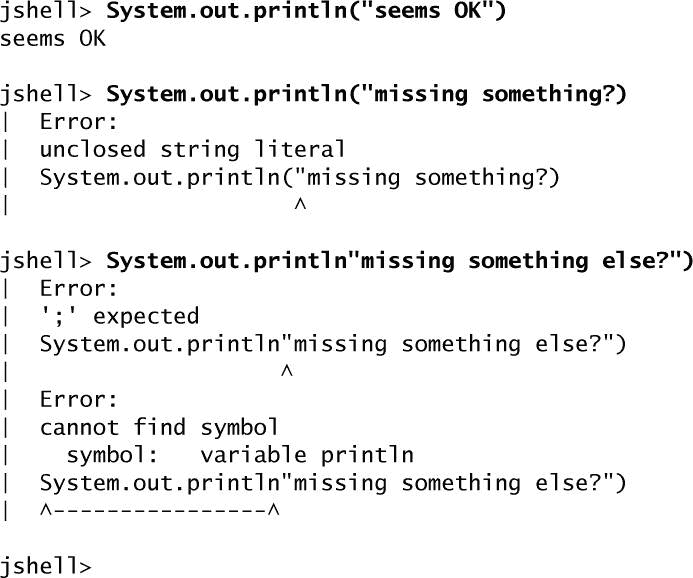 jshell> System.out.println("seems OK")
seems OK
jshell> System.out.println("missing something?)
|  Error:
|  unclosed string literal
|  System.out.println("missing something?)
|                     ^
jshell> System.out.println"missing something else?")
|  Error:
|  ';' expected
|  System.out.println"missing something else?")
|                    ^
|  Error:
|  cannot find symbol
|    symbol:   variable println
|  System.out.println"missing something else?")
|  ^----------------^
jshell>